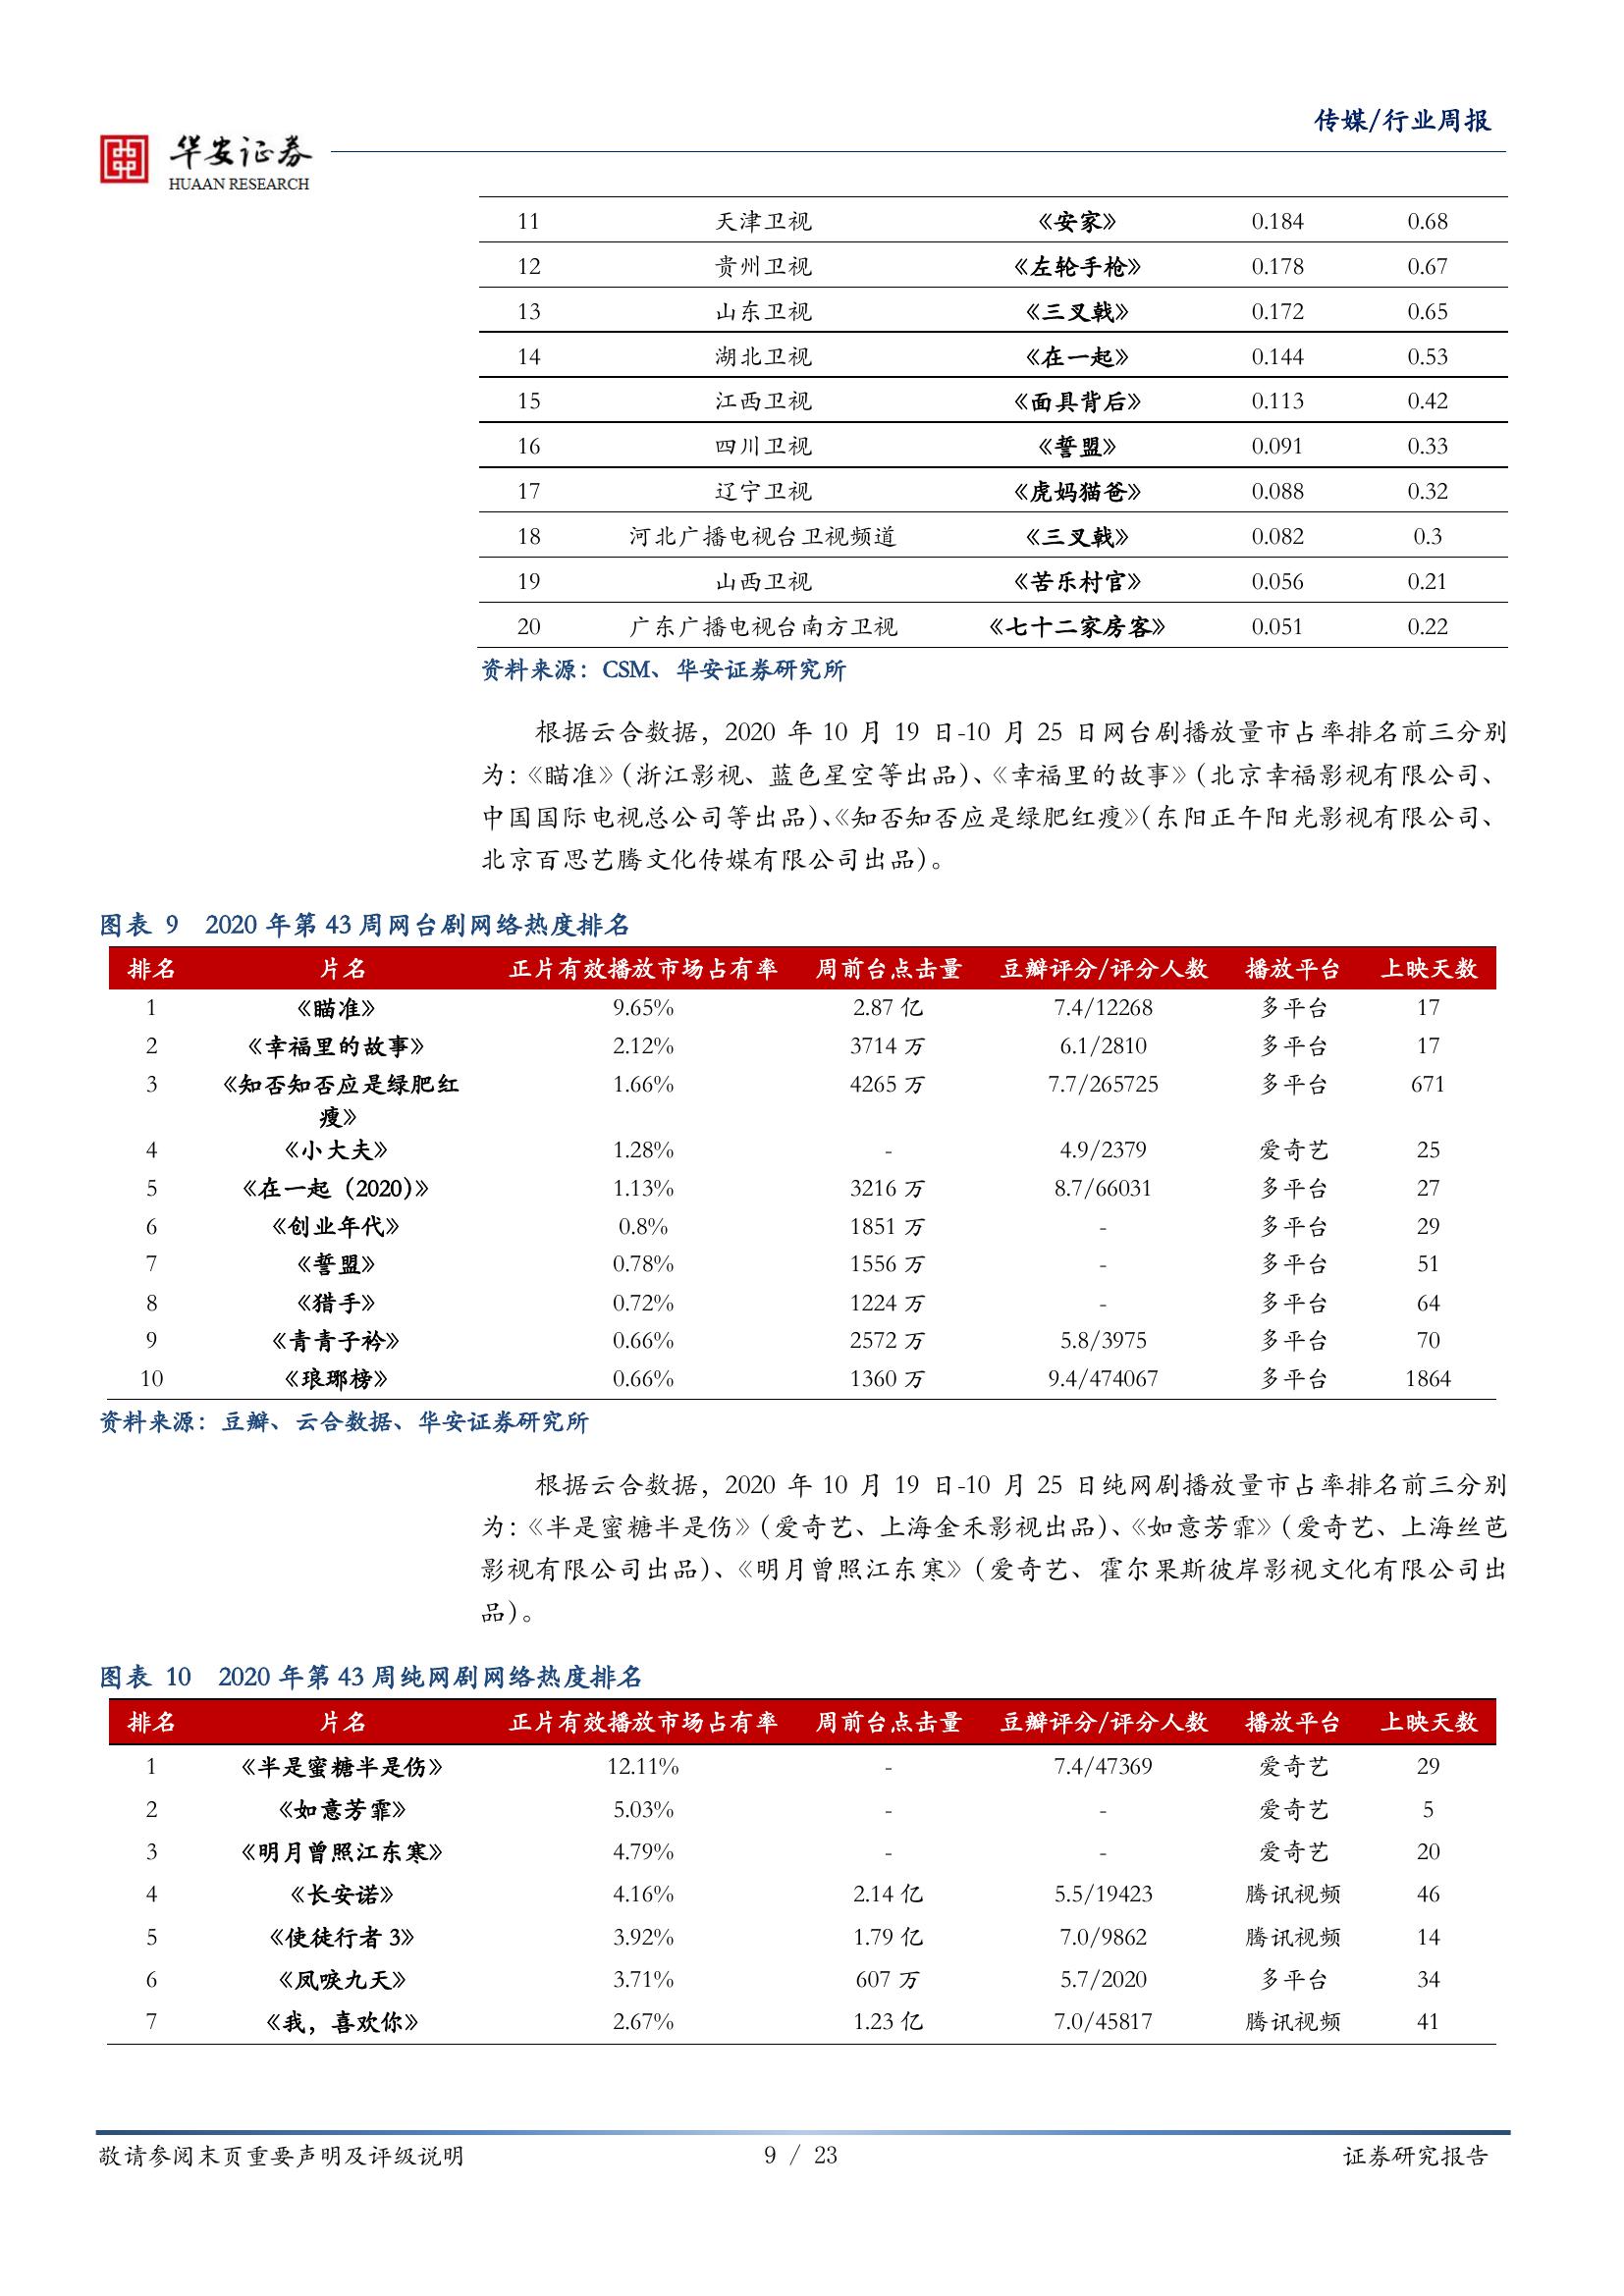 传媒/行业周报
华安证券
HUAAN RESEARCH
11 天津卫视 《安家》 0.184 0.68
12 贵州卫视 《左轮手枪》 0.178 0.67
13 山东卫视 《三叉戟》 0.172 0.65
14 湖北卫视 《在一起》 0.144 0.53
15 江西卫视 《面具背后》 0.113 0.42
16 四川卫视 《誓盟》 0.091 0.33
17 辽宁卫视 《虎妈猫爸》 0.088 0.32
18 河北广播电视台卫视频道 《三叉戟》 0.082 0.3
19 山西卫视 《苦乐村官》 0.056 0.21
20 广东广播电视台南方卫视 《七十二家房客》 0.051 0.22
资料来源：CSM、华安证券研究所
根据云合数据，2020 年 10 月 19 日-10 月 25 日网台剧播放量市占率排名前三分别
为：《瞄准》（浙江影视、蓝色星空等出品）、《幸福里的故事》（北京幸福影视有限公司、
中国国际电视总公司等出品）、《知否知否应是绿肥红瘦》（东阳正午阳光影视有限公司、
北京百思艺腾文化传媒有限公司出品）。
图表 9 2020 年第 43 周网台剧网络热度排名
排名 片名 正片有效播放市场占有率 周前台点击量 豆瓣评分/评分人数 播放平台 上映天数
1 《瞄准》 9.65% 2.87 亿 7.4/12268 多平台 17
2 《幸福里的故事》 2.12% 3714 万 6.1/2810 多平台 17
3 《知否知否应是绿肥红 1.66% 4265 万 7.7/265725 多平台 671
瘦》
4 《小大夫》 1.28% - 4.9/2379 爱奇艺 25
5 《在一起（2020）》 1.13% 3216 万 8.7/66031 多平台 27
6 《创业年代》 0.8% 1851 万 - 多平台 29
7 《誓盟》 0.78% 1556 万 - 多平台 51
8 《猎手》 0.72% 1224 万 - 多平台 64
9 《青青子衿》 0.66% 2572 万 5.8/3975 多平台 70
10 《琅琊榜》 0.66% 1360 万 9.4/474067 多平台 1864
资料来源：豆瓣、云合数据、华安证券研究所
根据云合数据，2020 年 10 月 19 日-10 月 25 日纯网剧播放量市占率排名前三分别
为：《半是蜜糖半是伤》（爱奇艺、上海金禾影视出品）、《如意芳霏》（爱奇艺、上海丝芭
影视有限公司出品）、《明月曾照江东寒》（爱奇艺、霍尔果斯彼岸影视文化有限公司出
品）。
图表 10 2020 年第 43 周纯网剧网络热度排名
排名 片名 正片有效播放市场占有率 周前台点击量 豆瓣评分/评分人数 播放平台 上映天数
1 《半是蜜糖半是伤》 12.11% - 7.4/47369 爱奇艺 29
2 《如意芳霏》 5.03% - - 爱奇艺 5
3 《明月曾照江东寒》 4.79% - - 爱奇艺 20
4 《长安诺》 4.16% 2.14 亿 5.5/19423 腾讯视频 46
5 《使徒行者 3》 3.92% 1.79 亿 7.0/9862 腾讯视频 14
6 《凤唳九天》 3.71% 607 万 5.7/2020 多平台 34
7 《我，喜欢你》 2.67% 1.23 亿 7.0/45817 腾讯视频 41
敬请参阅末页重要声明及评级说明 9 / 23 证券研究报告